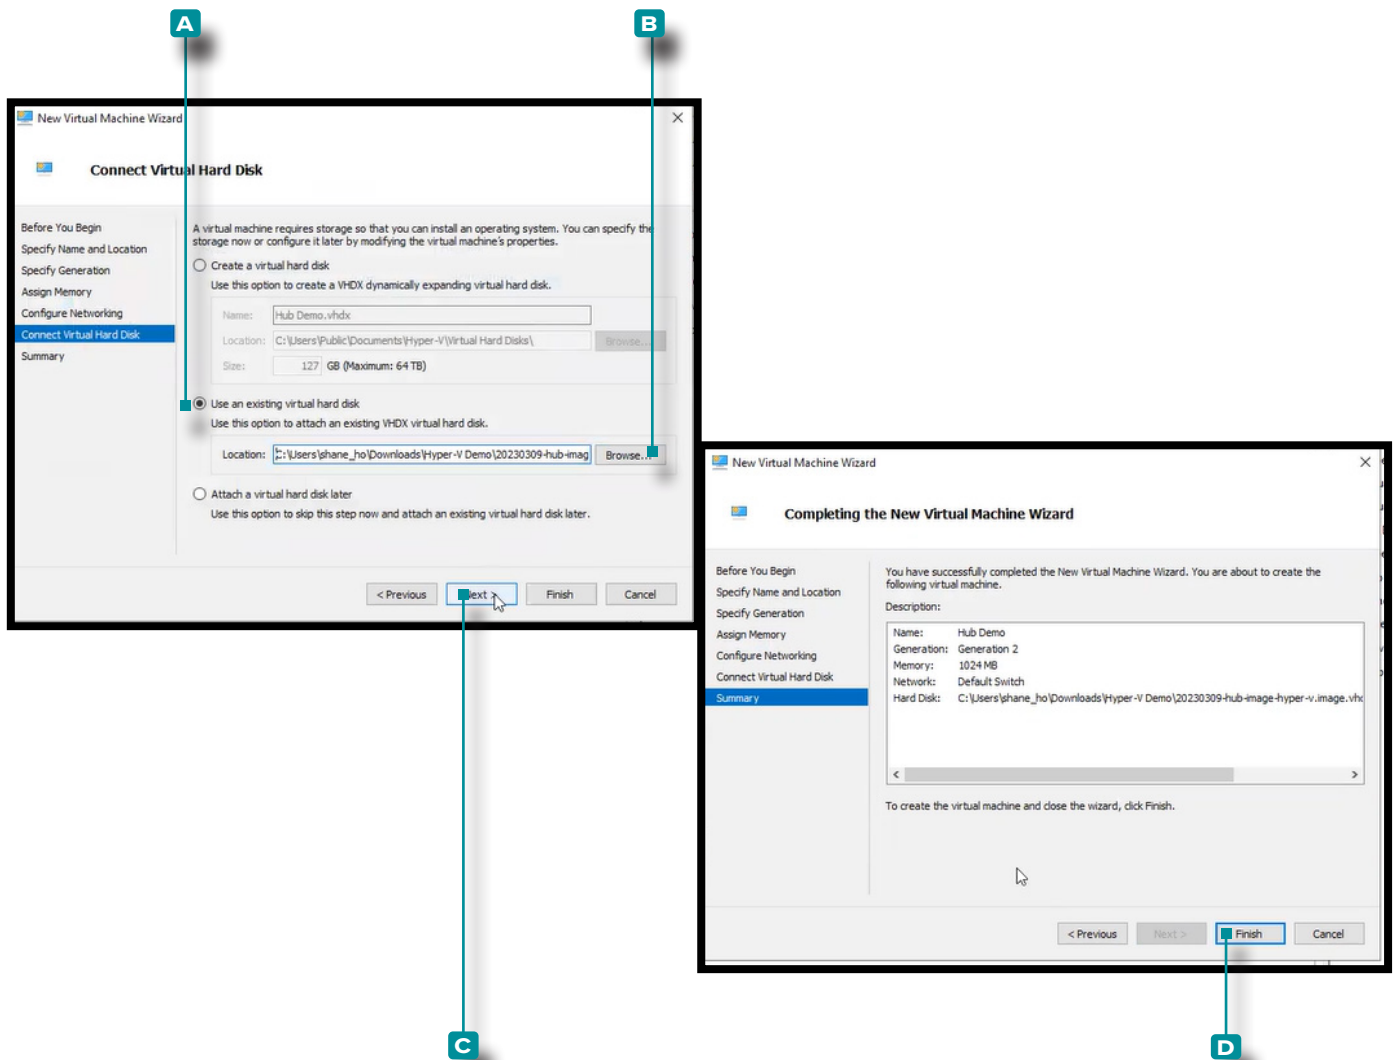 A
B
New Virtual Machine Wizard
Connect Virtual Hard Disk
Before You Begin
Specify Name and Location
Specify Generation
Assign Memory
Configure Networking
Connect Virtual Hard Disk
Summary
A virtual machine requires storage so that you can install an operating system. You can specify the
storage now or configure it later by modifying the virtual machine's properties.
Create a virtual hard disk
Use this option to create a VHDX dynamically expanding virtual hard disk.
Name: Hub Demo.vhdx
Location: C:\Users\Public\Documents\Hyper-V\Virtual Hard Disks\ Browse...
Size: 127 GB (Maximum: 64 TB)
Use an existing virtual hard disk
Use this option to attach an existing VHDX virtual hard disk.
Location: C:\Users\shane_ho\Downloads\Hyper-V Demo\20230309-hub-imag Browse...
Attach a virtual hard disk later
Use this option to skip this step now and attach an existing virtual hard disk later.
< Previous Next > Finish Cancel
New Virtual Machine Wizard
Completing the New Virtual Machine Wizard
Before You Begin
Specify Name and Location
Specify Generation
Assign Memory
Configure Networking
Connect Virtual Hard Disk
Summary
You have successfully completed the New Virtual Machine Wizard. You are about to create the
following virtual machine.
Description:
Name: Hub Demo
Generation: Generation 2
Memory: 1024 MB
Network: Default Switch
Hard Disk: C:\Users\shane_ho\Downloads\Hyper-V Demo\20230309-hub-image-hyper-v.image.vhd
To create the virtual machine and close the wizard, click Finish.
< Previous Next > Finish Cancel
C
D